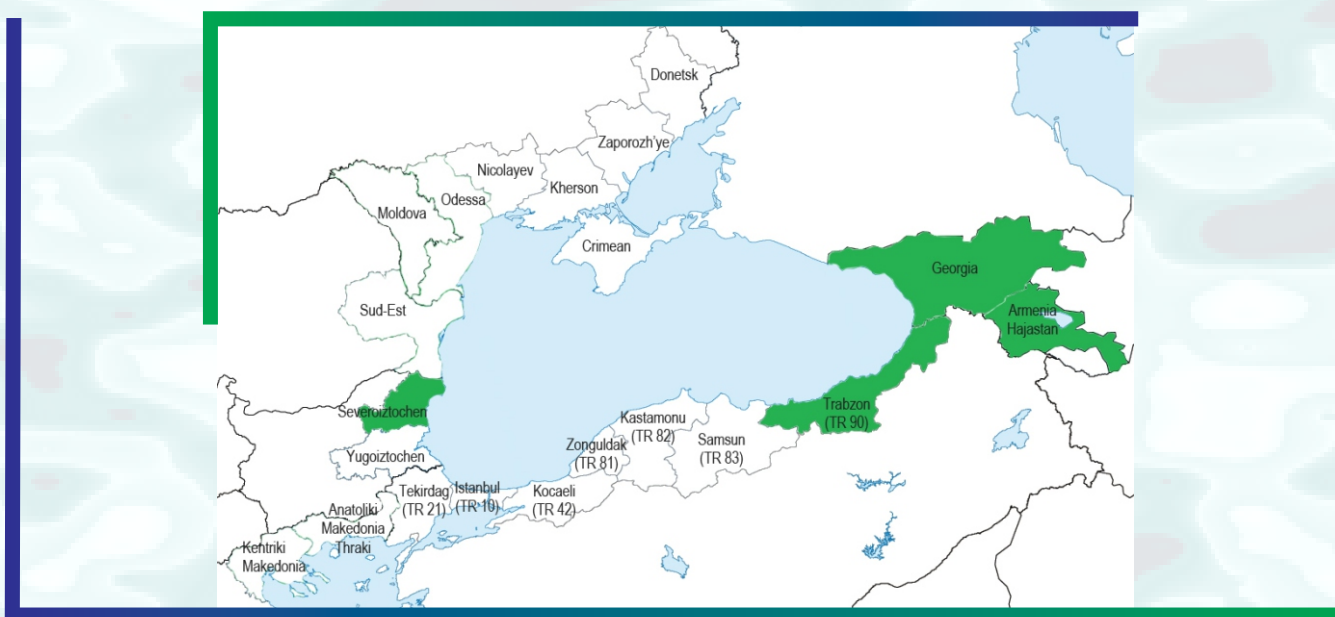 Donetsk
Zaporozh'ye
Nicolayev
Kherson
Odessa
Moldova
Crimean
Georgia
Sud-Est
Armenia
Hajastan
Severoiztochen
Trabzon
(TR 90)
Kastamonu
(TR 82)
Samsun
(TR 83)
Zonguldak
(TR 81)
Yugoiztochen
Tekirdag
(TR 21)
Istanbul
(TR 10)
Kocaeli
(TR 42)
Anatoliki
Makedonia
Thraki
Kentriki
Makedonia